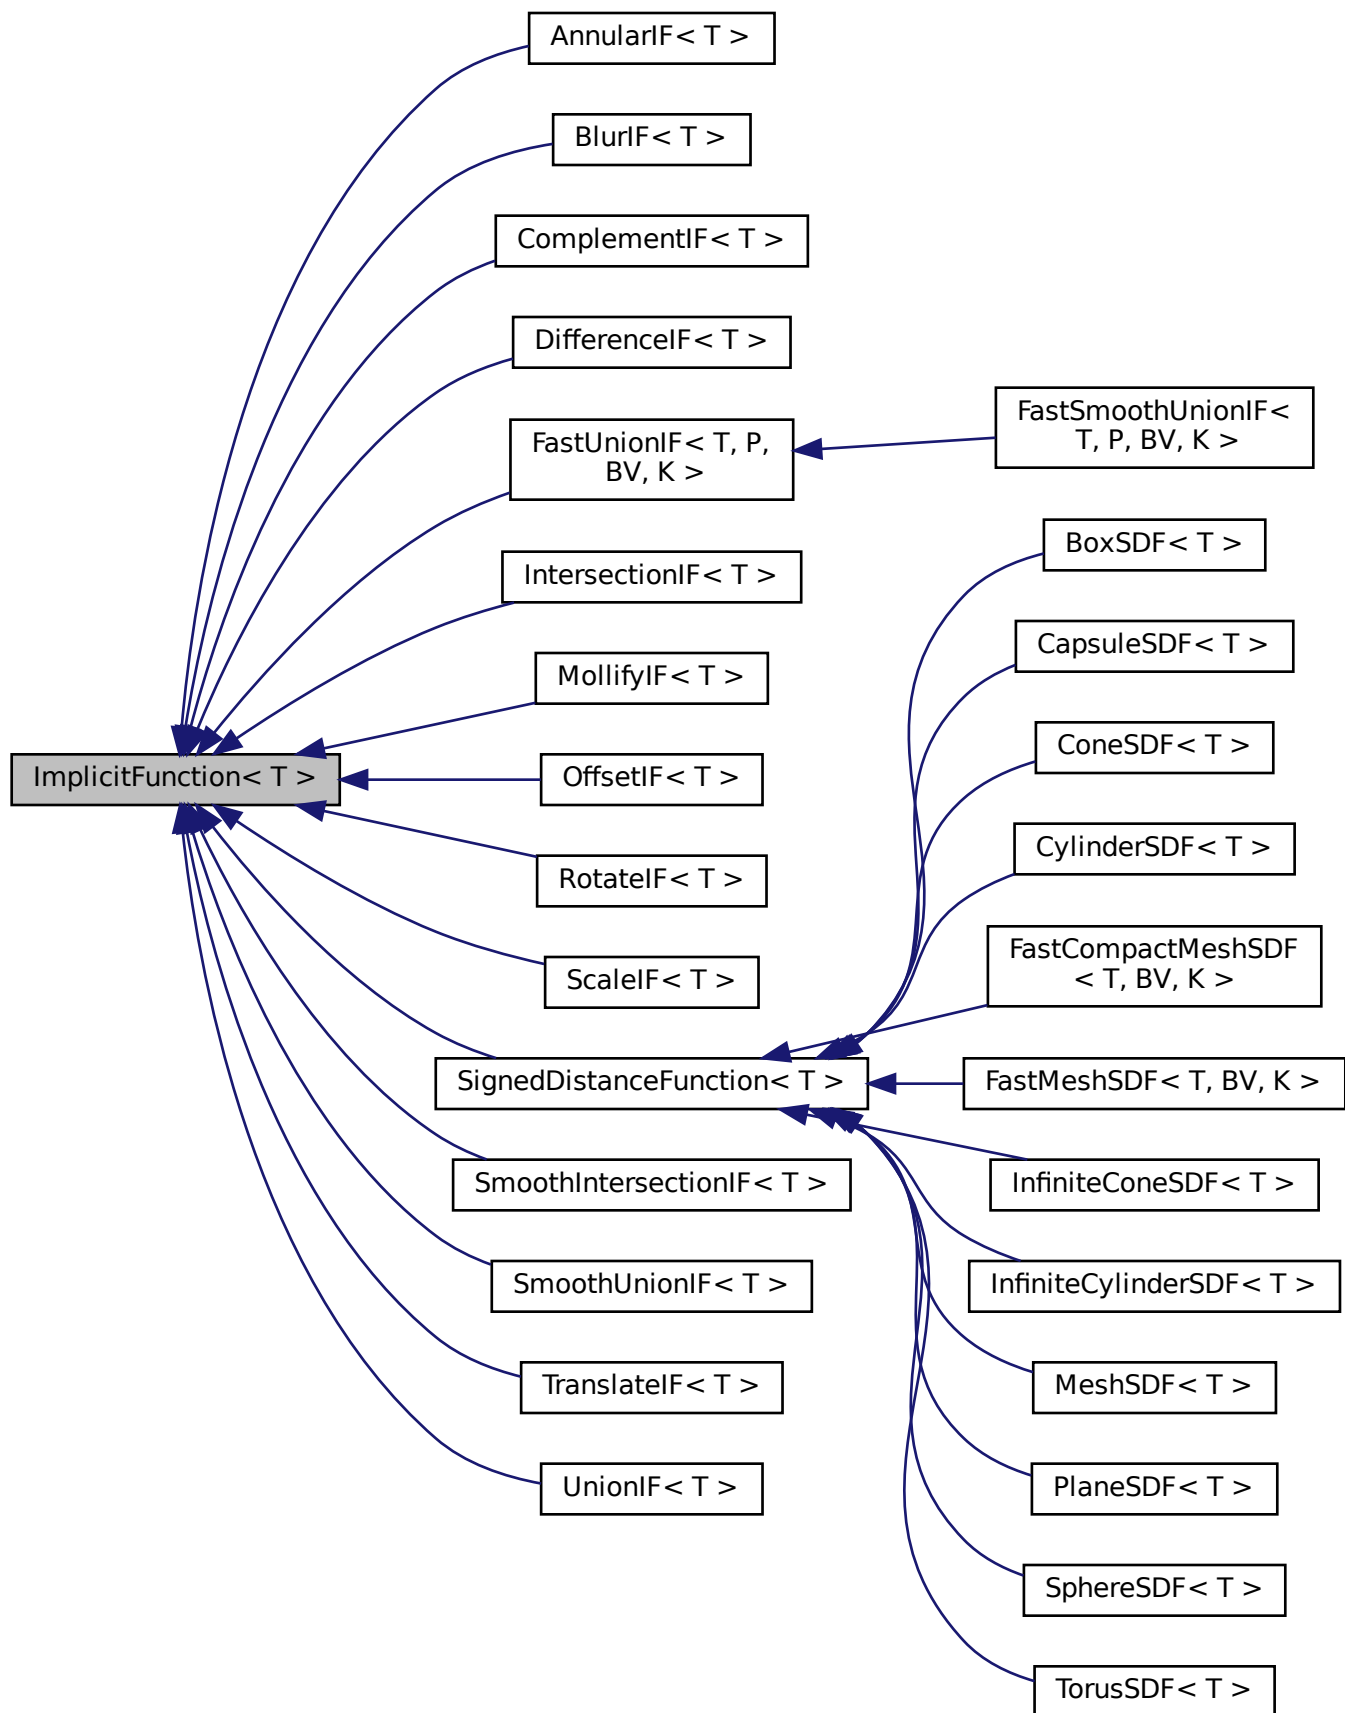 AnnularIF< T >
BlurIF< T >
ComplementIF< T >
DifferenceIF< T >
FastUnionIF< T, P,
BV, K >
FastSmoothUnionIF<
T, P, BV, K >
IntersectionIF< T >
MollifyIF< T >
ImplicitFunction< T >
OffsetIF< T >
RotateIF< T >
ScaleIF< T >
SignedDistanceFunction< T >
SmoothIntersectionIF< T >
SmoothUnionIF< T >
TranslateIF< T >
UnionIF< T >
BoxSDF< T >
CapsuleSDF< T >
ConeSDF< T >
CylinderSDF< T >
FastCompactMeshSDF
< T, BV, K >
FastMeshSDF< T, BV, K >
InfiniteConeSDF< T >
InfiniteCylinderSDF< T >
MeshSDF< T >
PlaneSDF< T >
SphereSDF< T >
TorusSDF< T >